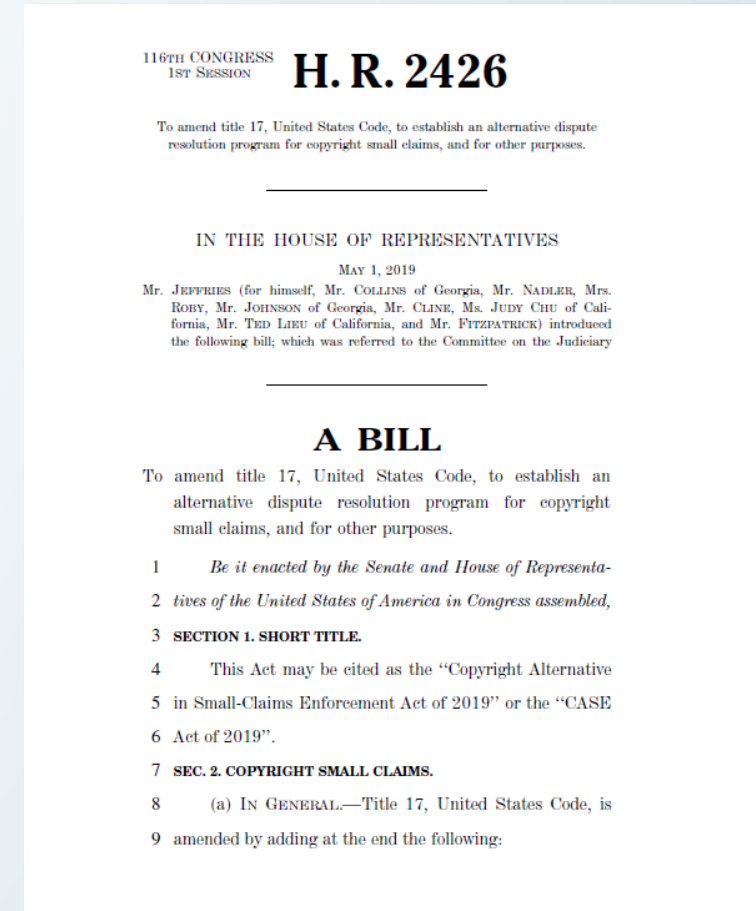 116TH CONGRESS
1ST SESSION
H. R. 2426
To amend title 17, United States Code, to establish an alternative dispute
resolution program for copyright small claims, and for other purposes.
IN THE HOUSE OF REPRESENTATIVES
MAY 1, 2019
Mr. JEFFRIES (for himself, Mr. COLLINS of Georgia, Mr. NADLER, Mrs.
ROBY, Mr. JOHNSON of Georgia, Mr. CLINE, Ms. JUDY CHU of Cali-
fornia, Mr. TED LIEU of California, and Mr. FITZPATRICK) introduced
the following bill; which was referred to the Committee on the Judiciary
A BILL
To amend title 17, United States Code, to establish an
alternative dispute resolution program for copyright
small claims, and for other purposes.
1 Be it enacted by the Senate and House of Representa-
2 tives of the United States of America in Congress assembled,
3 SECTION 1. SHORT TITLE.
4 This Act may be cited as the “Copyright Alternative
5 in Small-Claims Enforcement Act of 2019” or the “CASE
6 Act of 2019”.
7 SEC. 2. COPYRIGHT SMALL CLAIMS.
8 (a) IN GENERAL.—Title 17, United States Code, is
9 amended by adding at the end the following: